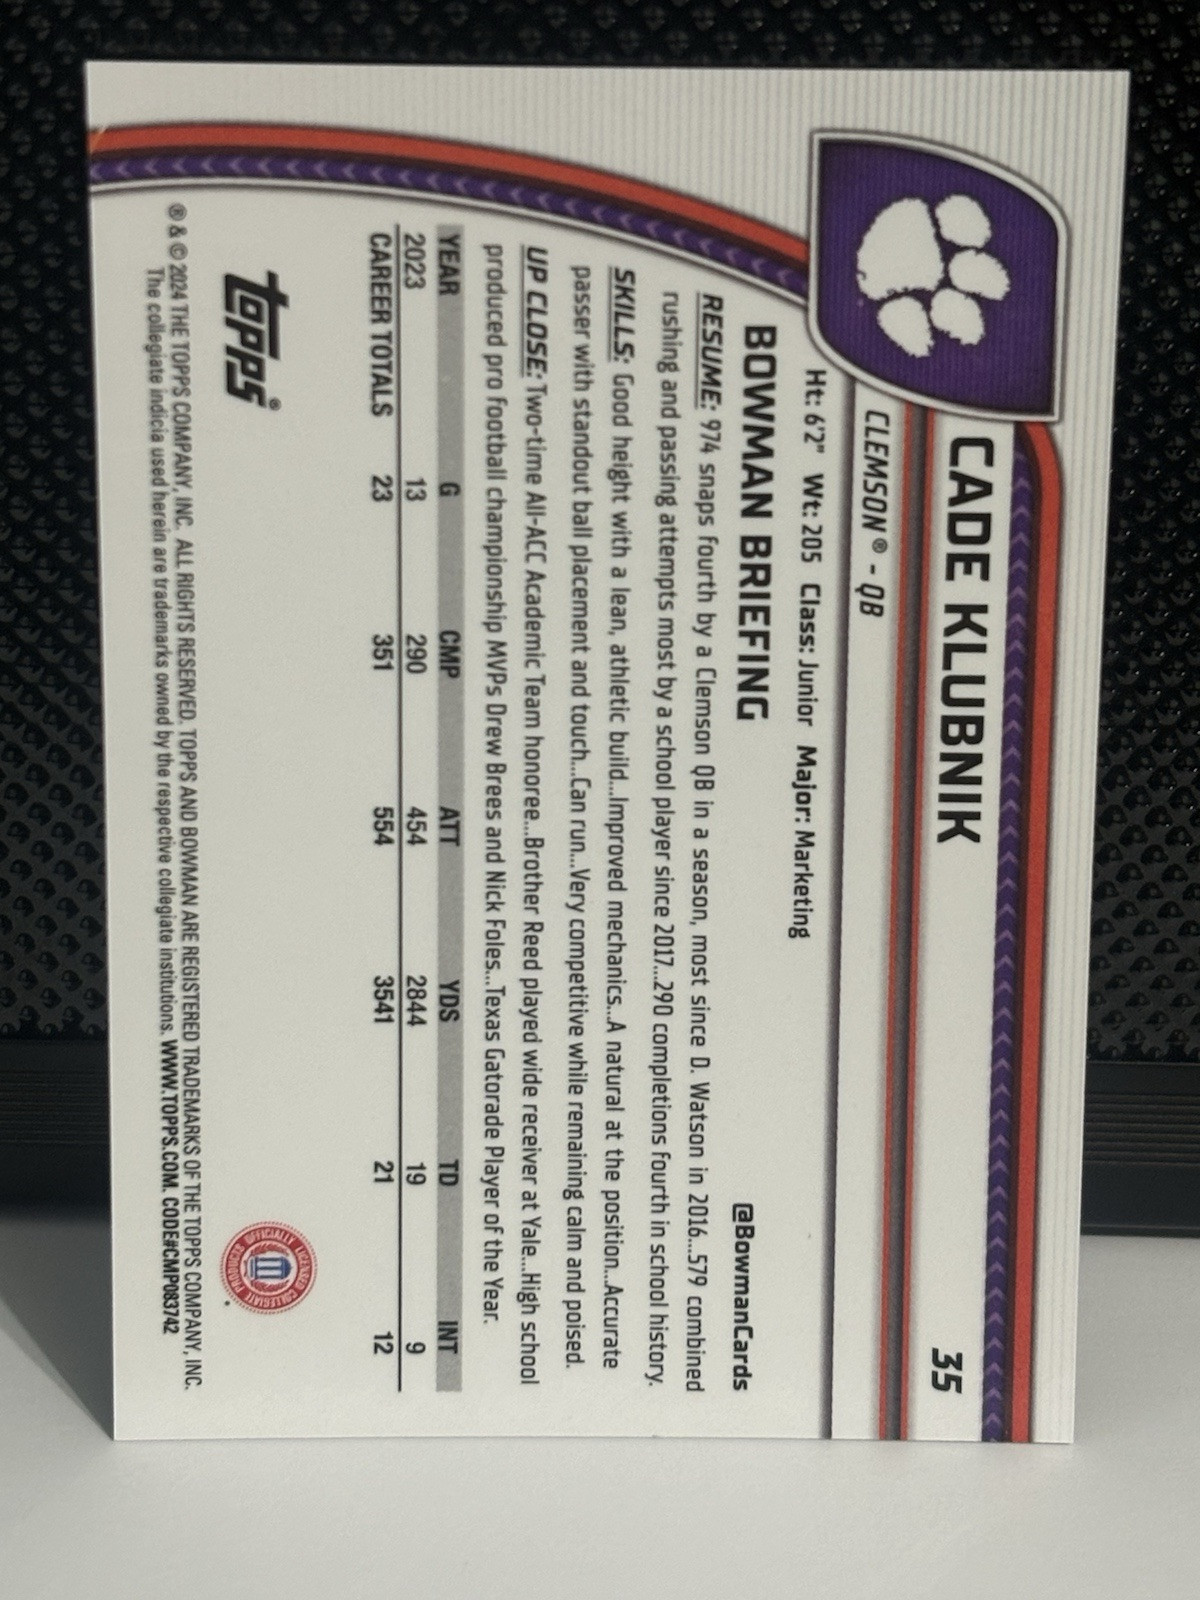 CADE KLUBNIK 35
CLEMSON® - QB
Ht: 6'2" Wt: 205 Class: Junior Major: Marketing
BOWMAN BRIEFING @BowmanCards
RESUME: 974 snaps fourth by a Clemson QB in a season, most since D. Watson in 2016...579 combined
rushing and passing attempts most by a school player since 2017...290 completions fourth in school history.
SKILLS: Good height with a lean, athletic build...Improved mechanics...A natural at the position...Accurate
passer with standout ball placement and touch...Can run...Very competitive while remaining calm and poised.
UP CLOSE: Two-time All-ACC Academic Team honoree...Brother Reed played wide receiver at Yale...High school
produced pro football championship MVPs Drew Brees and Nick Foles...Texas Gatorade Player of the Year.
YEAR G CMP ATT YDS TD INT
2023 13 290 454 2844 19 9
CAREER TOTALS 23 351 554 3541 21 12
topps®
OFFICIALLY LICENSED COLLEGIATE PRODUCTS
® & © 2024 THE TOPPS COMPANY, INC. ALL RIGHTS RESERVED. TOPPS AND BOWMAN ARE REGISTERED TRADEMARKS OF THE TOPPS COMPANY, INC.
The collegiate indicia used herein are trademarks owned by the respective collegiate institutions. WWW.TOPPS.COM. CODE#CMP083742